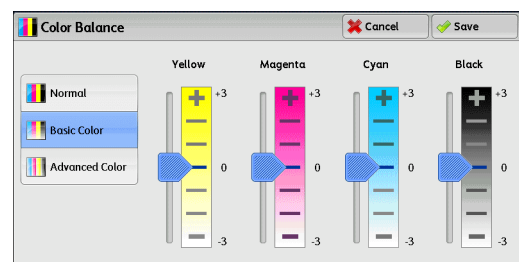 Color Balance
Cancel
Save
Normal
Basic Color
Advanced Color
Yellow
Magenta
Cyan
Black
+3
+3
+3
+3
0
0
0
0
-3
-3
-3
-3